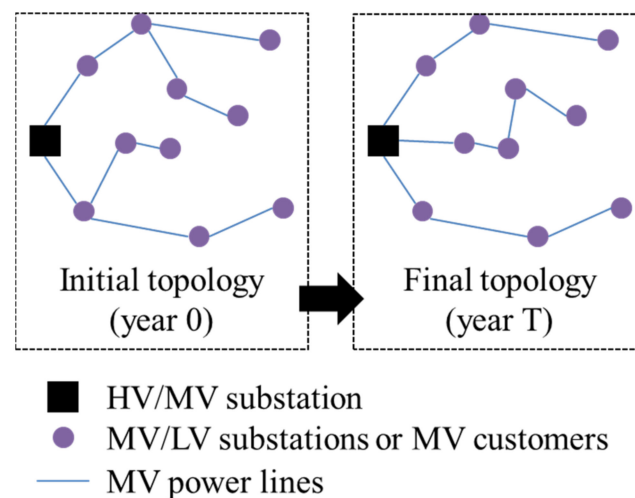 Initial topology
(year 0)
Final topology
(year T)
HV/MV substation
MV/LV substations or MV customers
MV power lines